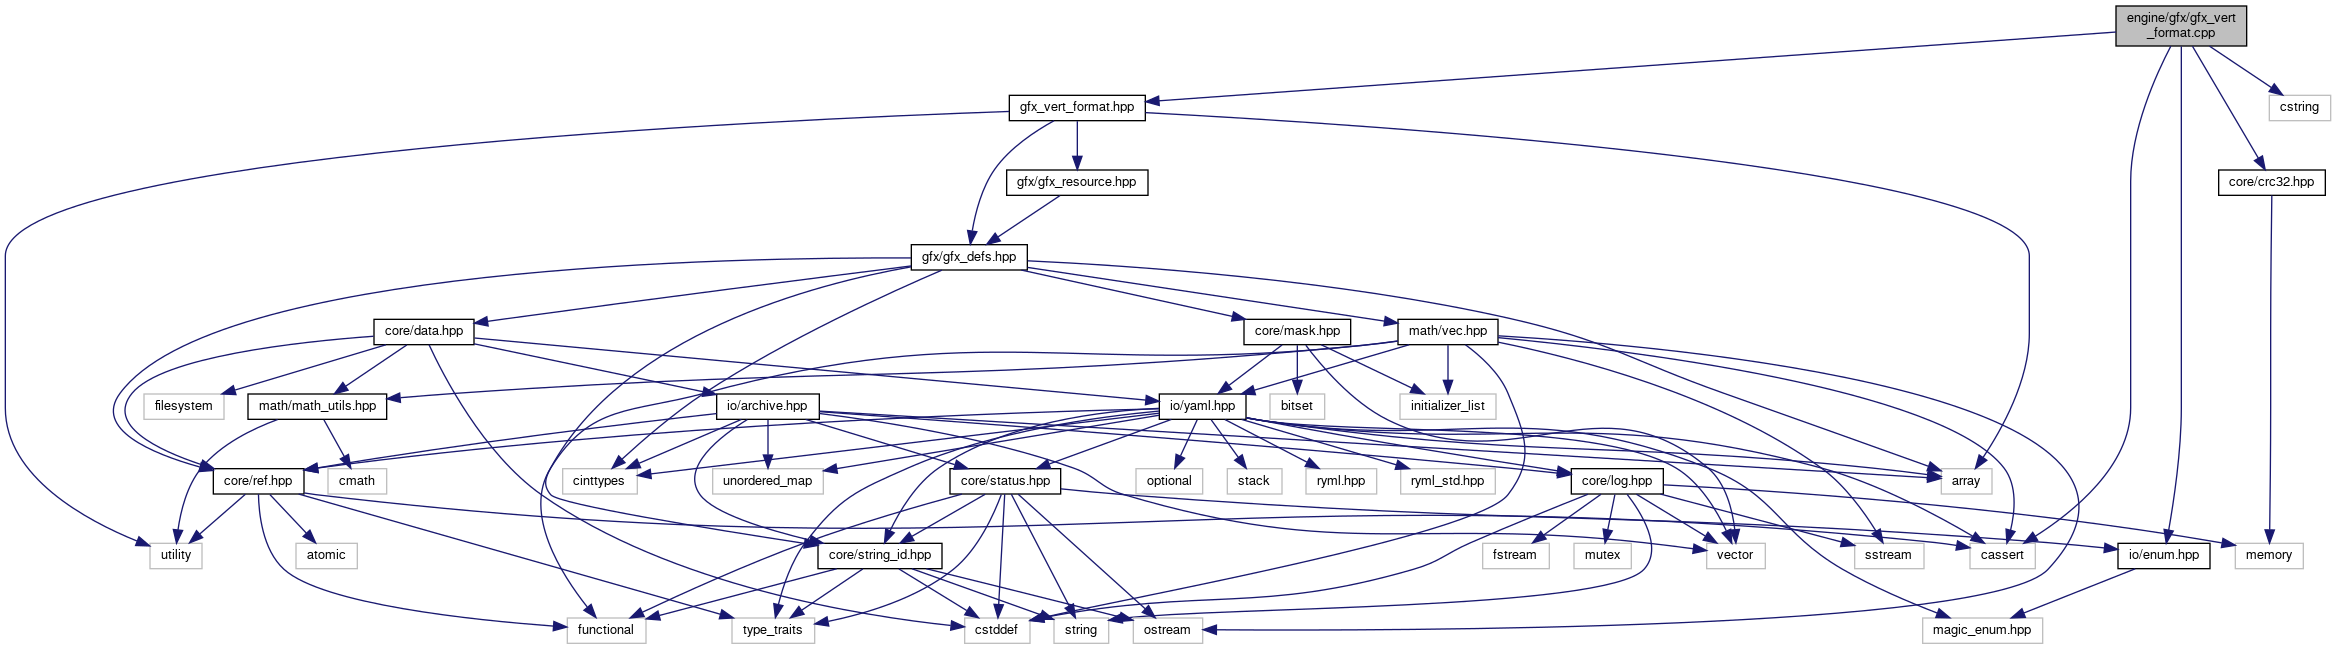 engine/gfx/gfx_vert
_format.cpp
gfx_vert_format.hpp
cstring
gfx/gfx_resource.hpp
core/crc32.hpp
gfx/gfx_defs.hpp
core/data.hpp
core/mask.hpp
math/vec.hpp
filesystem
math/math_utils.hpp
io/archive.hpp
io/yaml.hpp
bitset
initializer_list
core/ref.hpp
cmath
cinttypes
unordered_map
core/status.hpp
optional
stack
ryml.hpp
ryml_std.hpp
core/log.hpp
array
utility
atomic
core/string_id.hpp
fstream
mutex
vector
sstream
cassert
io/enum.hpp
memory
functional
type_traits
cstddef
string
ostream
magic_enum.hpp